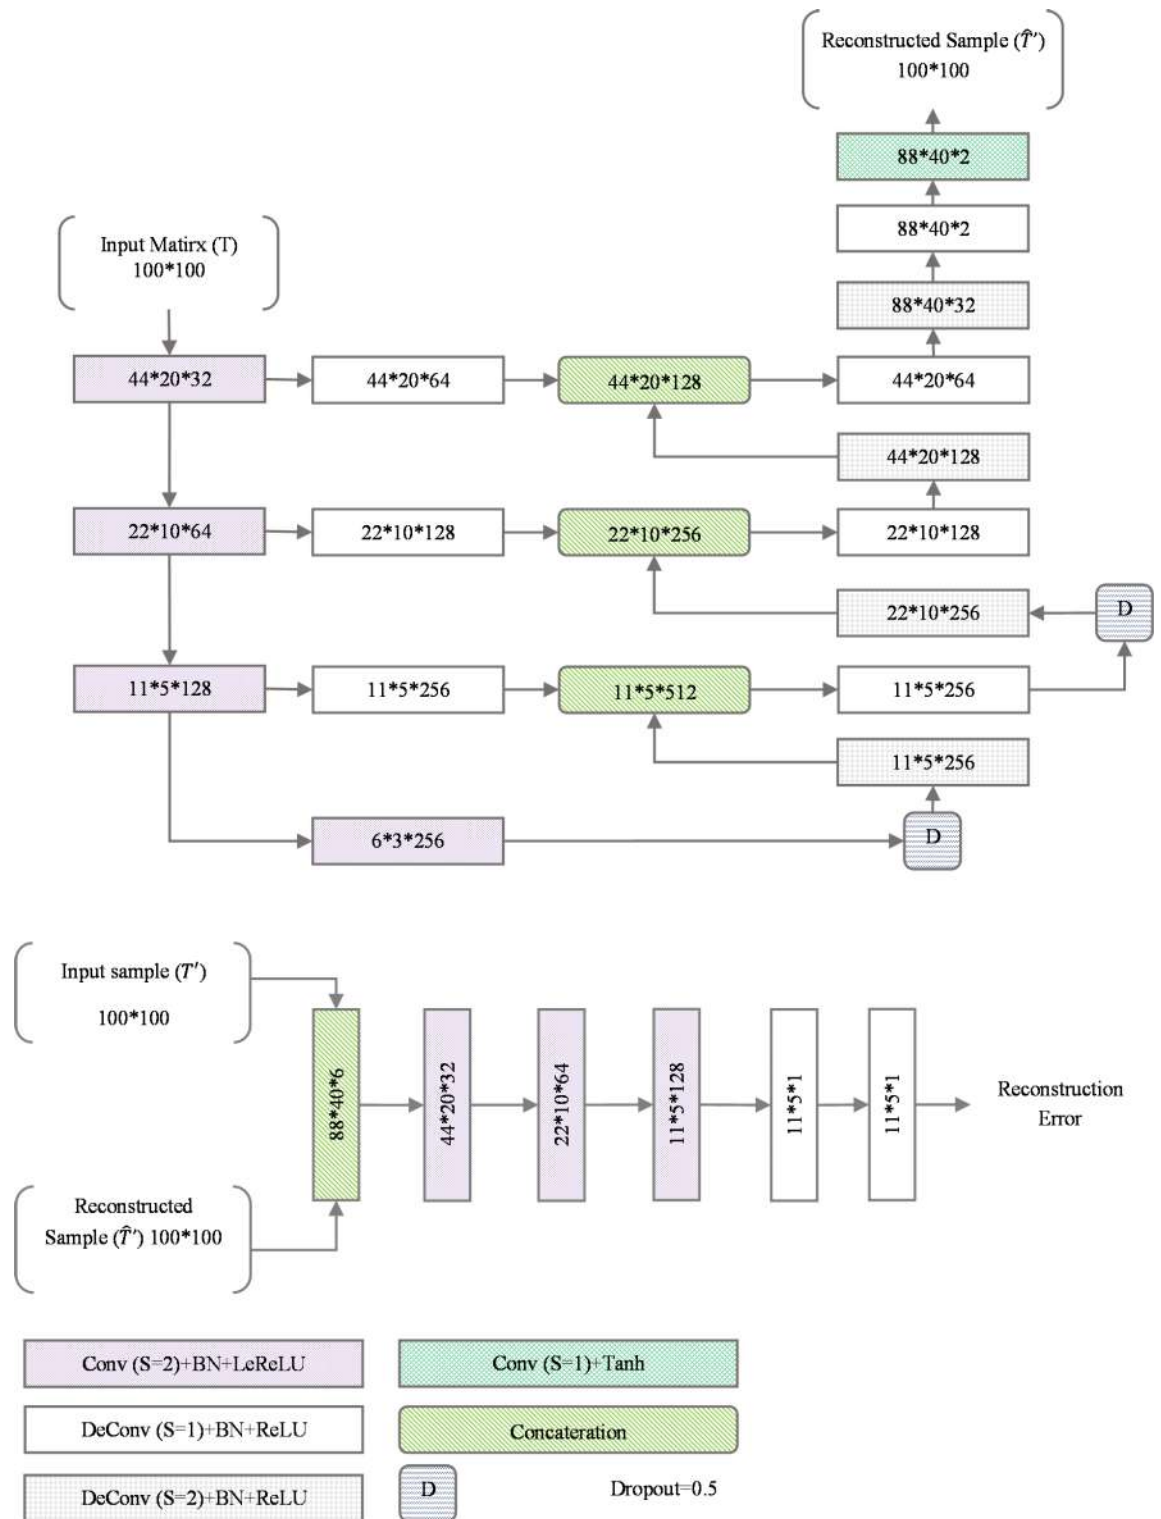 Reconstructed Sample (T̂′)
100*100
88*40*2
88*40*2
88*40*32
Input Matirx (T)
100*100
44*20*32
44*20*64
44*20*128
44*20*64
44*20*128
22*10*64
22*10*128
22*10*256
22*10*128
22*10*256
D
11*5*128
11*5*256
11*5*512
11*5*256
11*5*256
6*3*256
D
Input sample (T′)
100*100
88*40*6
44*20*32
22*10*64
11*5*128
11*5*1
11*5*1
Reconstruction
Error
Reconstructed
Sample (T̂′) 100*100
Conv (S=2)+BN+LeReLU
Conv (S=1)+Tanh
DeConv (S=1)+BN+ReLU
Concateration
DeConv (S=2)+BN+ReLU
D
Dropout=0.5